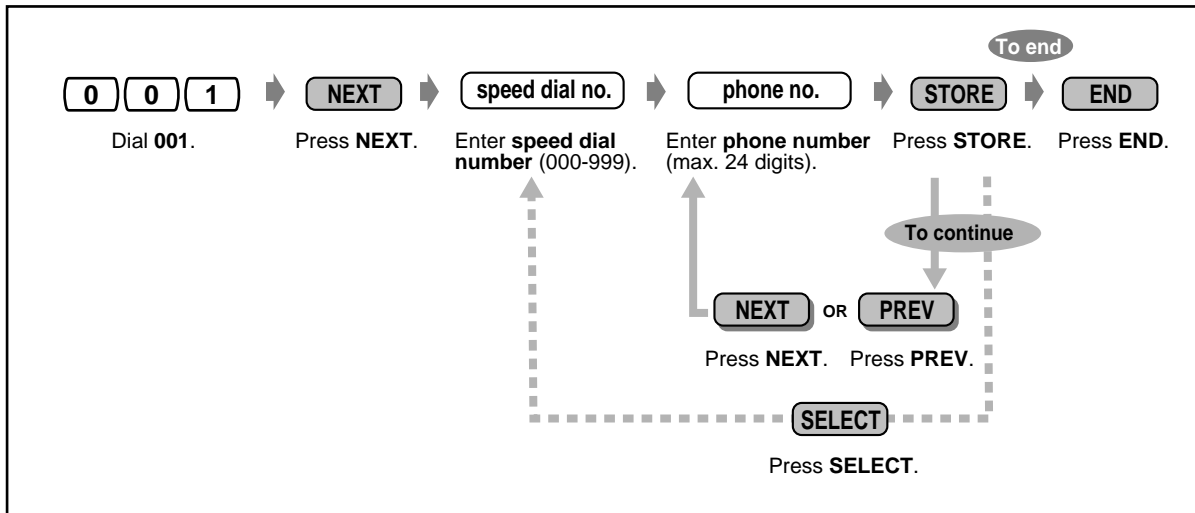 To end
0 0 1 NEXT speed dial no. phone no. STORE END
Dial 001. Press NEXT. Enter speed dial number (000-999). Enter phone number (max. 24 digits). Press STORE. Press END.
To continue
NEXT OR PREV
Press NEXT. Press PREV.
SELECT
Press SELECT.